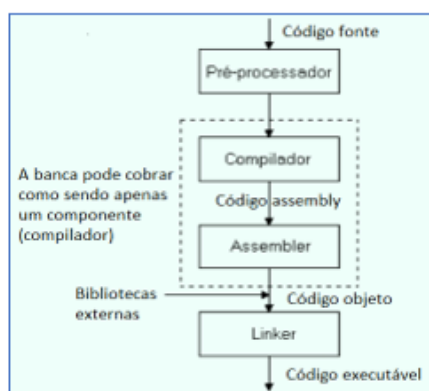 Código fonte
Pré-processador
Compilador
A banca pode cobrar
como sendo apenas
um componente
(compilador)
Código assembly
Assembler
Bibliotecas
externas
Código objeto
Linker
Código executável